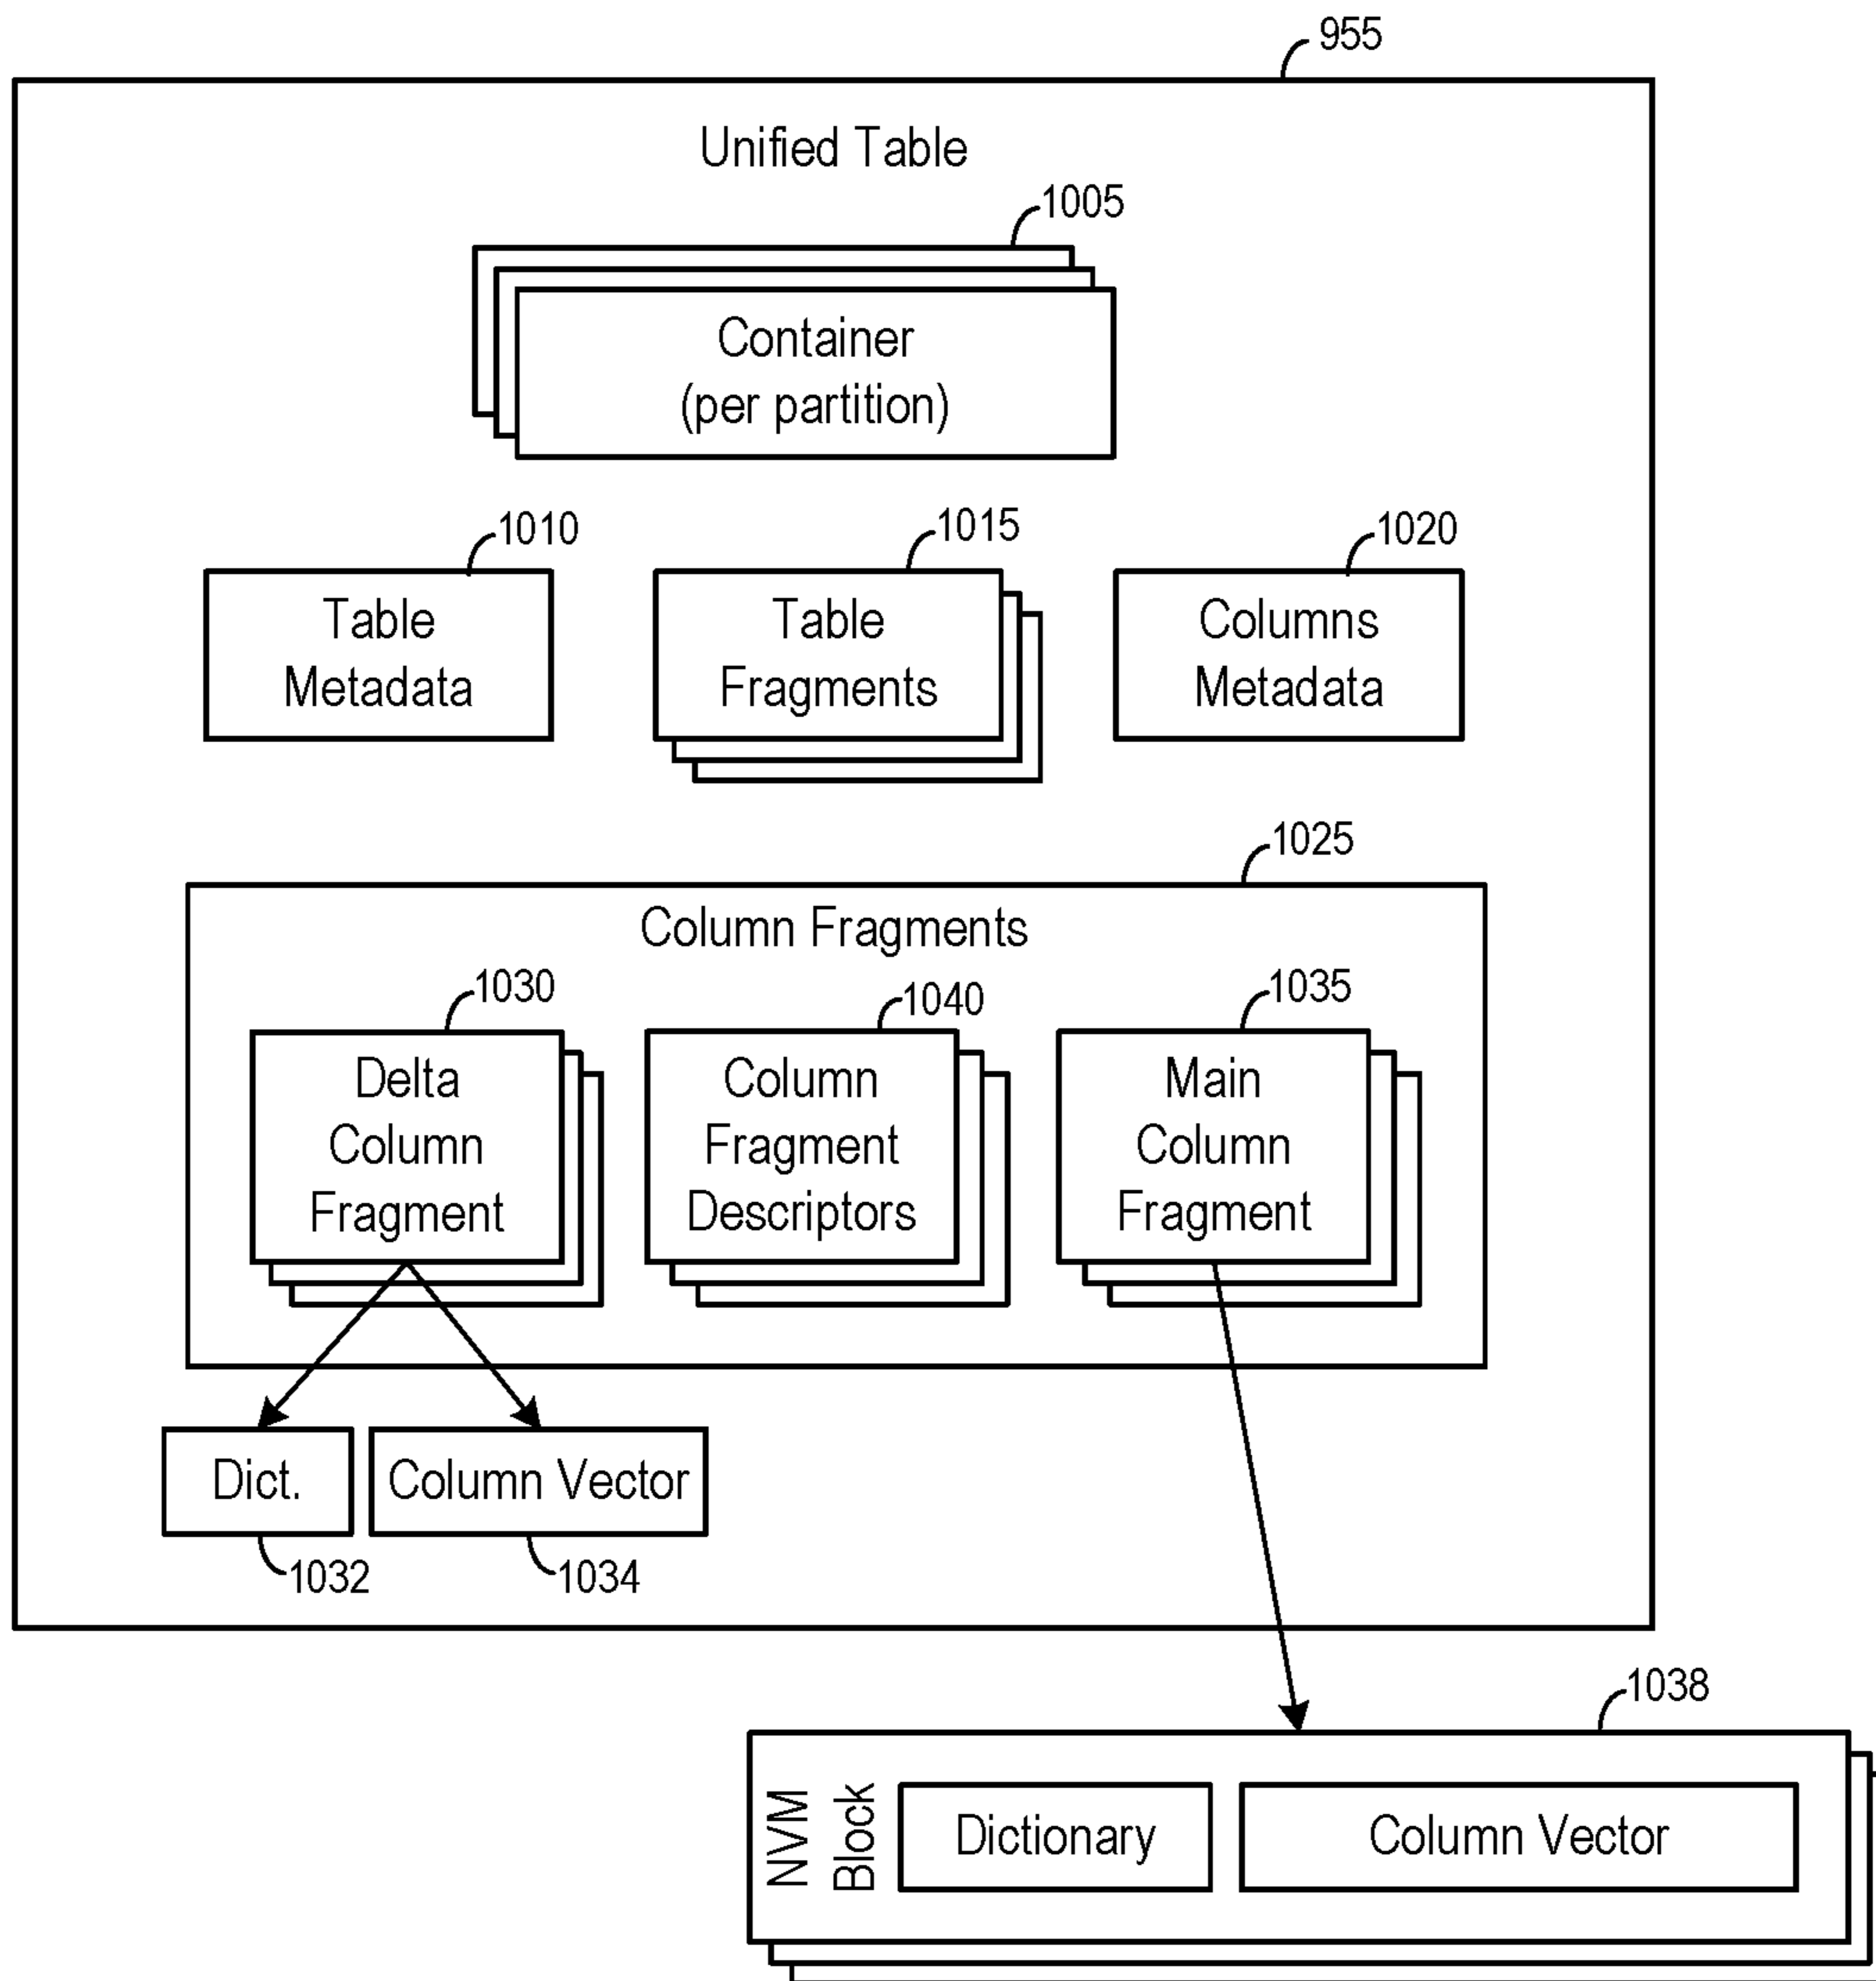 955
Unified Table
1005
Container
(per partition)
1010
1015
1020
Table
Metadata
Table
Fragments
Columns
Metadata
1025
Column Fragments
1030
1040
1035
Delta
Column
Fragment
Column
Fragment
Descriptors
Main
Column
Fragment
Dict.
Column Vector
1032
1034
1038
NVM
Block
Dictionary
Column Vector